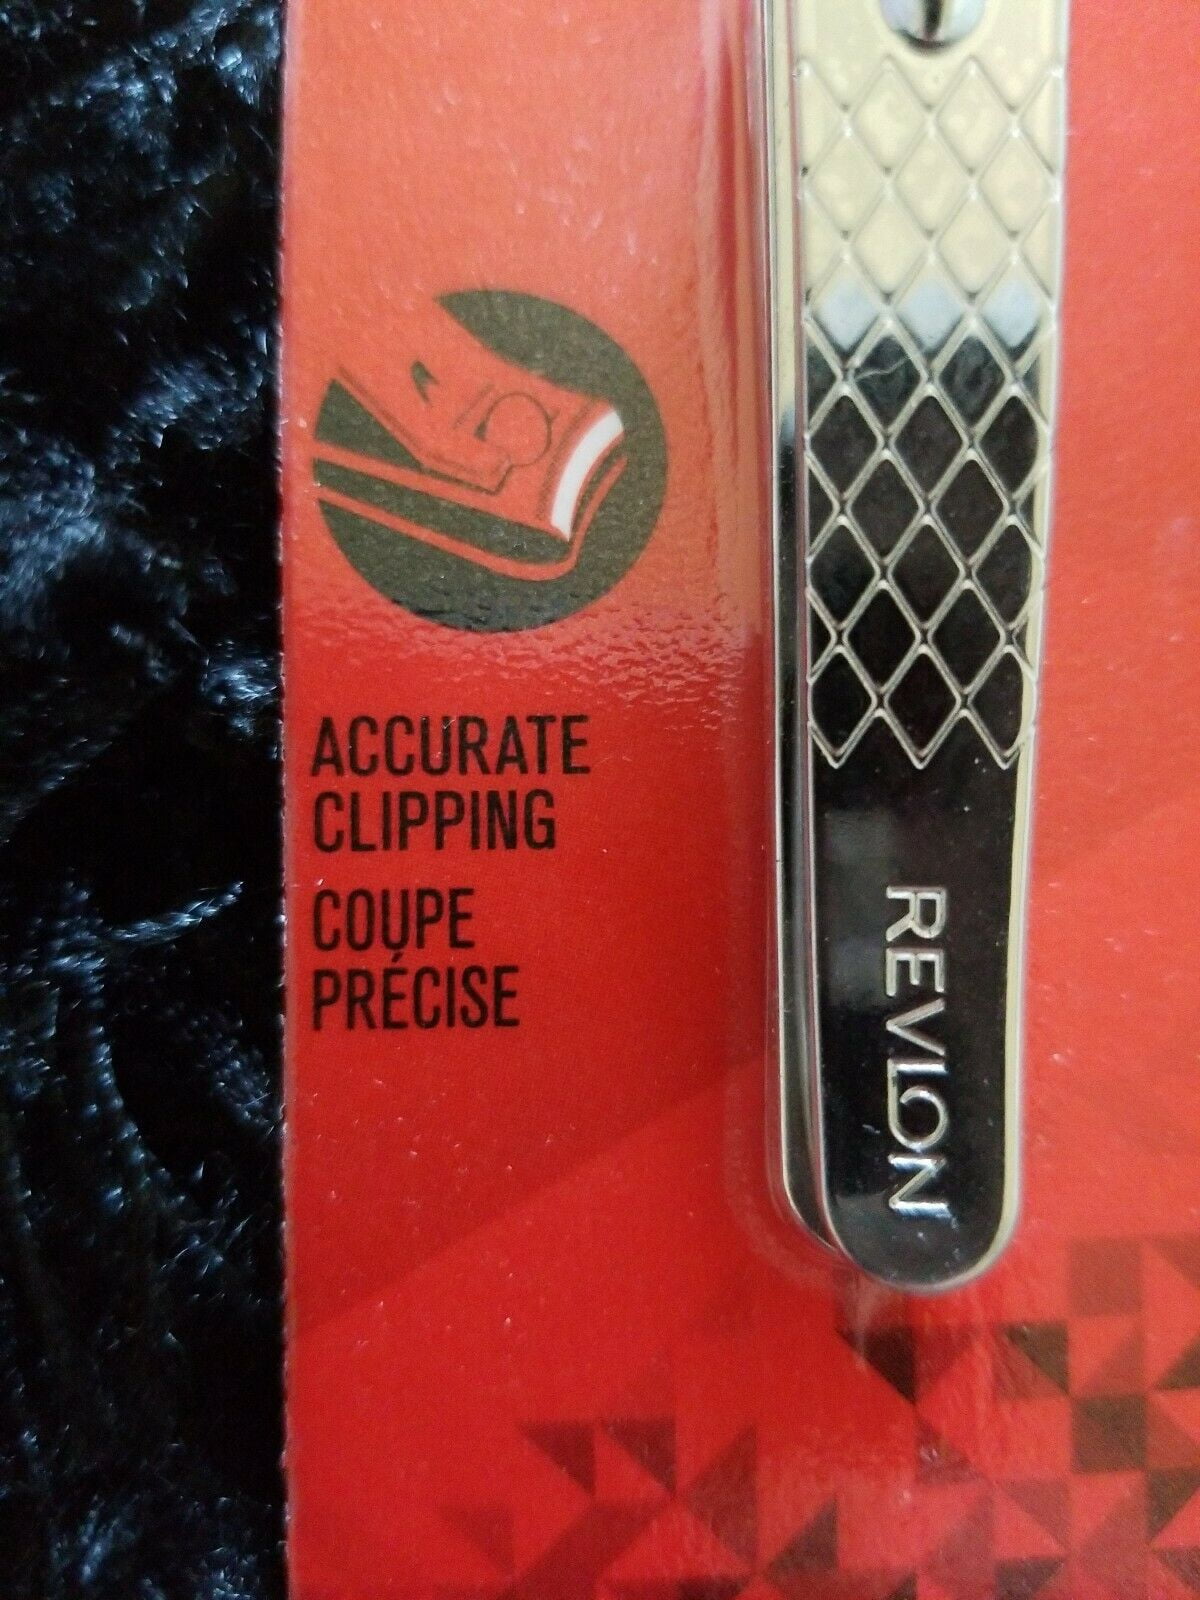 ACCURATE
CLIPPING
COUPE
PRÉCISE
REVLON